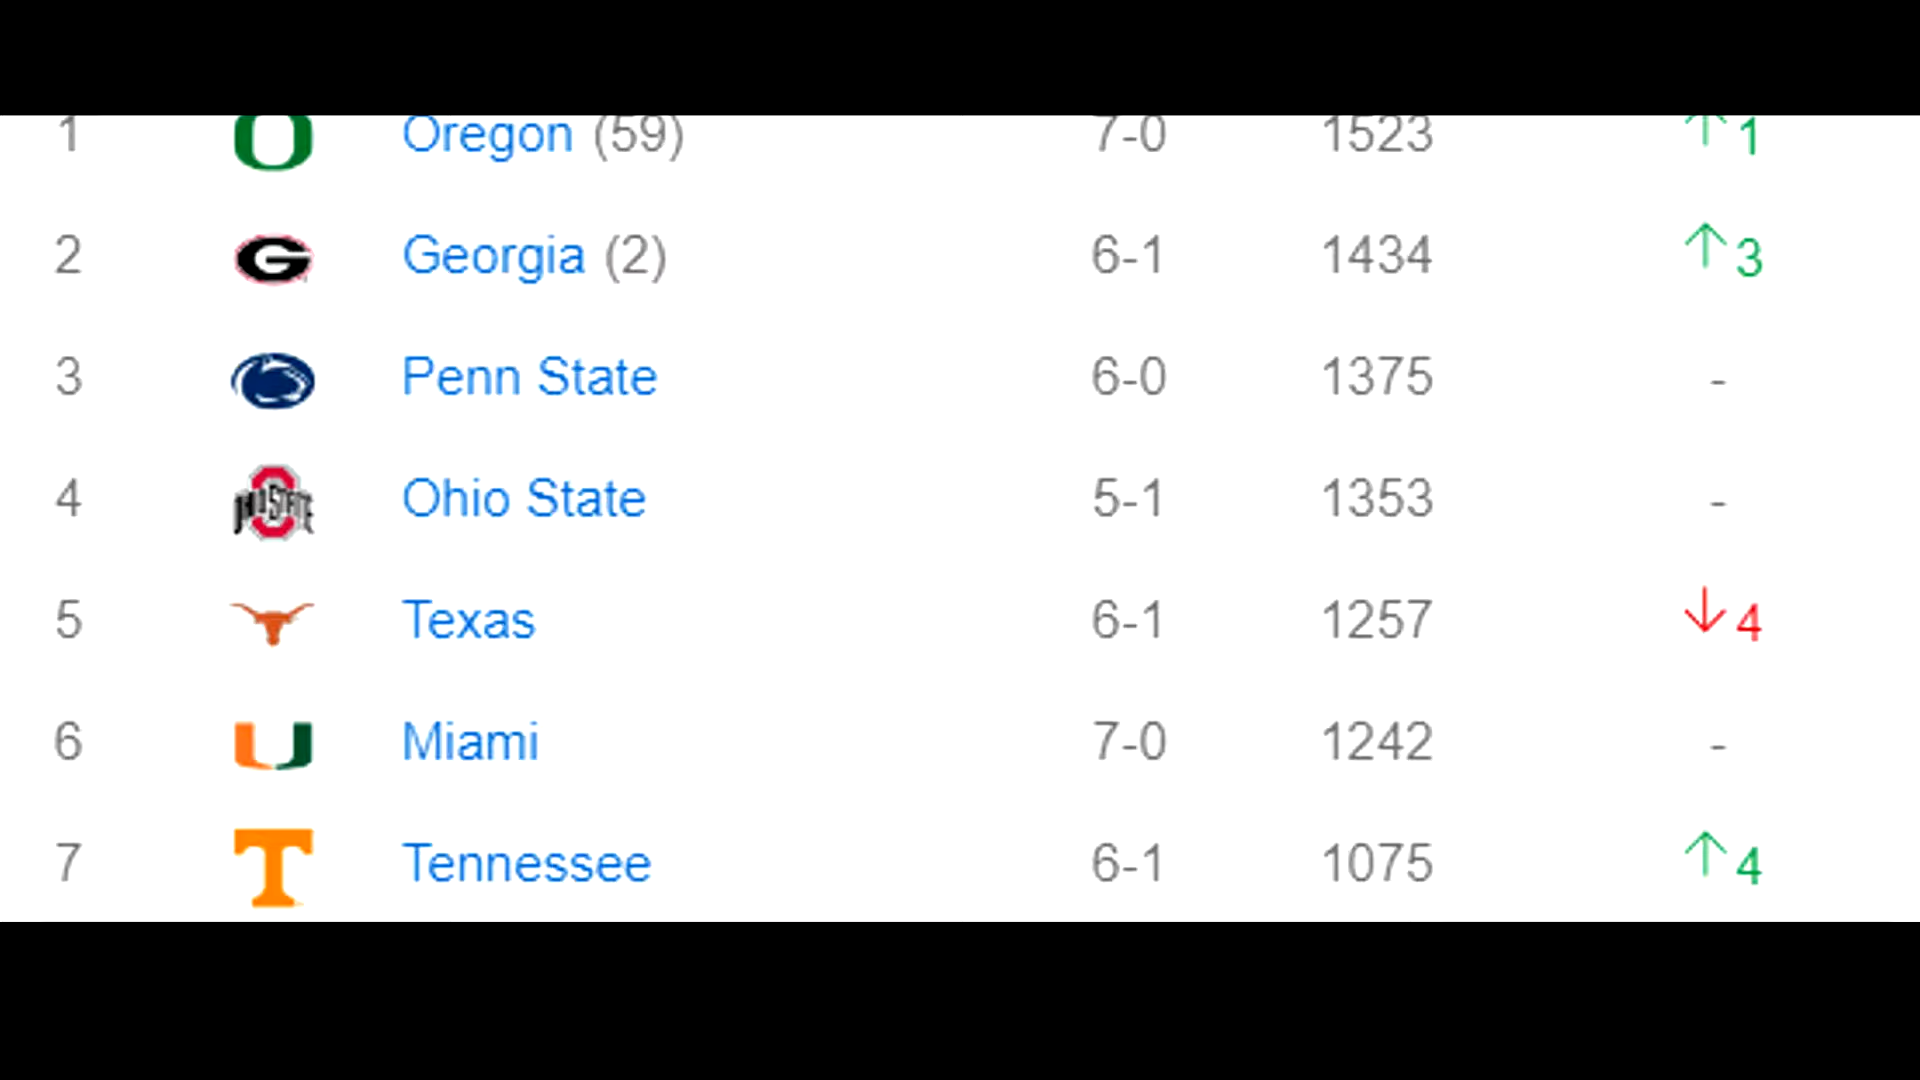 1 Oregon (59) 7-0 1523 ↑1
2 Georgia (2) 6-1 1434 ↑3
3 Penn State 6-0 1375 -
4 OHIO STATE Ohio State 5-1 1353 -
5 Texas 6-1 1257 ↓4
6 Miami 7-0 1242 -
7 Tennessee 6-1 1075 ↑4